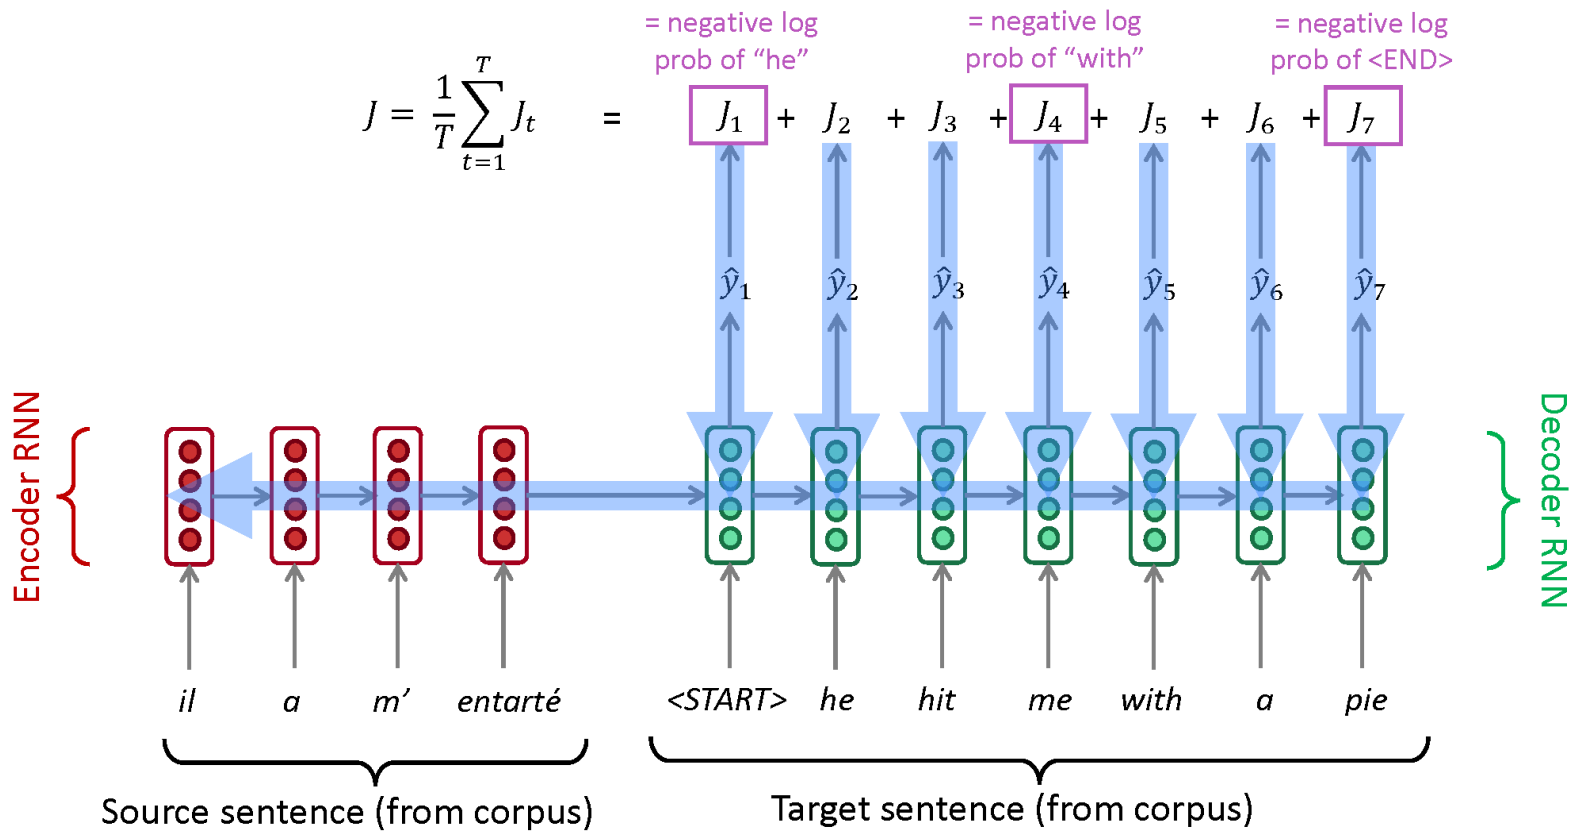 = negative log
prob of “he”
= negative log
prob of “with”
= negative log
prob of <END>
J = 1/T ∑_{t=1}^{T} J_t = J_1 + J_2 + J_3 + J_4 + J_5 + J_6 + J_7
ŷ_1 ŷ_2 ŷ_3 ŷ_4 ŷ_5 ŷ_6 ŷ_7
Encoder RNN
Decoder RNN
il a m’ entarté <START> he hit me with a pie
Source sentence (from corpus)
Target sentence (from corpus)